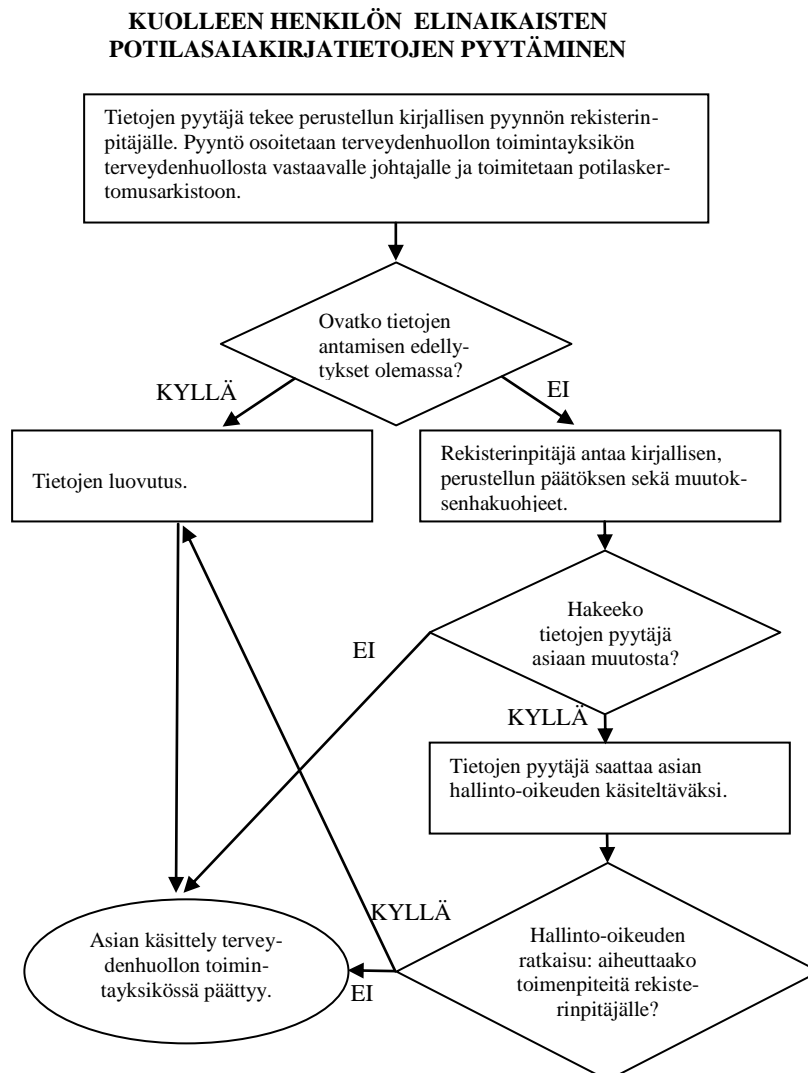 KUOLLEEN HENKILÖN ELINAIKAISTEN
POTILASAIAKIRJATIETOJEN PYYTÄMINEN
Tietojen pyytäjä tekee perustellun kirjallisen pyynnön rekisterin-
pitäjälle. Pyyntö osoitetaan terveydenhuollon toimintayksikön
terveydenhuollosta vastaavalle johtajalle ja toimitetaan potilasker-
tomusarkistoon.
Ovatko tietojen
antamisen edelly-
tykset olemassa?
KYLLÄ
EI
Tietojen luovutus.
Rekisterinpitäjä antaa kirjallisen,
perustellun päätöksen sekä muutok-
senhakuohjeet.
Hakeeko
tietojen pyytäjä
asiaan muutosta?
EI
KYLLÄ
Tietojen pyytäjä saattaa asian
hallinto-oikeuden käsiteltäväksi.
KYLLÄ
Hallinto-oikeuden
ratkaisu: aiheuttaako
toimenpiteitä rekiste-
rinpitäjälle?
EI
Asian käsittely tervey-
denhuollon toimin-
tayksikössä päättyy.